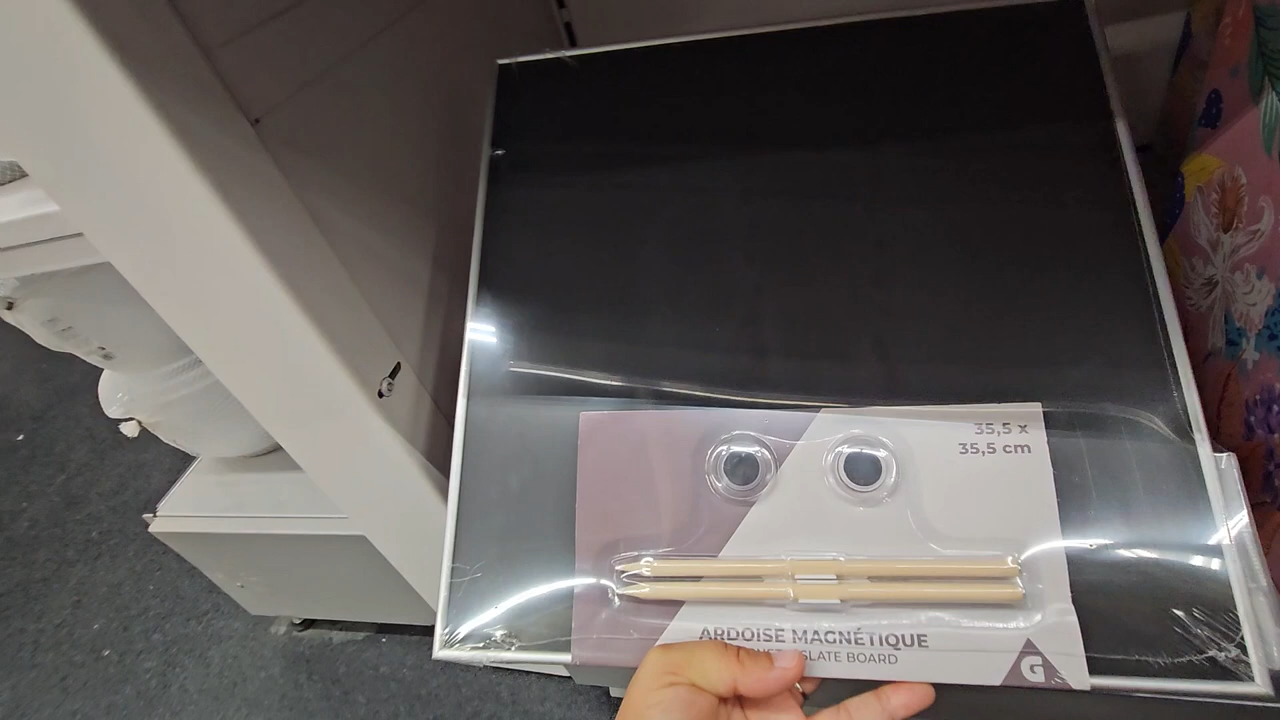 35,5 x
35,5 cm
ARDOISE MAGNÉTIQUE
SLATE BOARD
G